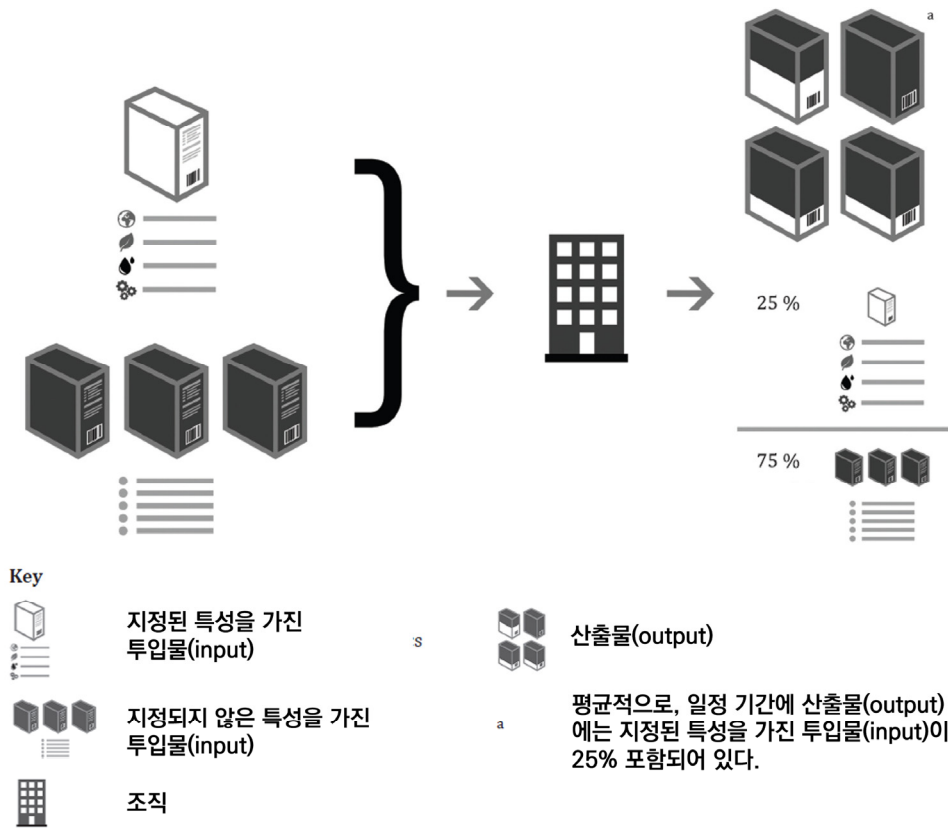 a
25 %
75 %
Key
지정된 특성을 가진
투입물(input)
지정되지 않은 특성을 가진
투입물(input)
조직
's
산출물(output)
a
평균적으로, 일정 기간에 산출물(output)
에는 지정된 특성을 가진 투입물(input)이
25% 포함되어 있다.